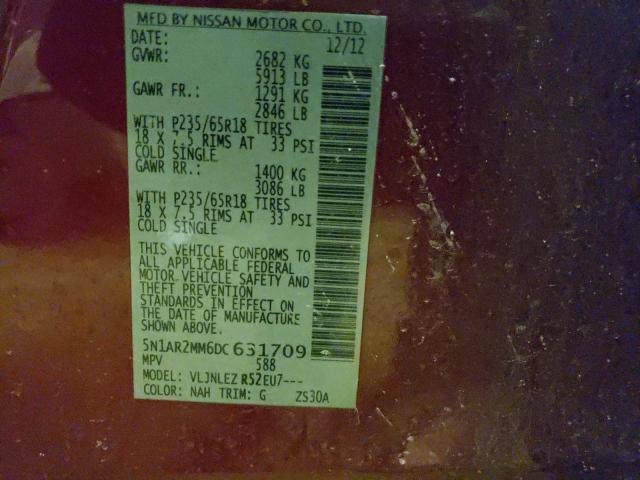 MFD BY NISSAN MOTOR CO., LTD.
DATE: 12/12
GVWR: 2682 KG
5913 LB
GAWR FR.: 1291 KG
2846 LB
WITH P235/65R18 TIRES
18 X 7.5 RIMS AT 33 PSI
COLD SINGLE
GAWR RR.: 1400 KG
3086 LB
WITH P235/65R18 TIRES
18 X 7.5 RIMS AT 33 PSI
COLD SINGLE
THIS VEHICLE CONFORMS TO
ALL APPLICABLE FEDERAL
MOTOR VEHICLE SAFETY AND
THEFT PREVENTION
STANDARDS IN EFFECT ON
THE DATE OF MANUFACTURE
SHOWN ABOVE.
5N1AR2MM6DC631709
MPV 588
MODEL: VLJNLEZ R52EU7---
COLOR: NAH TRIM: G ZS30A